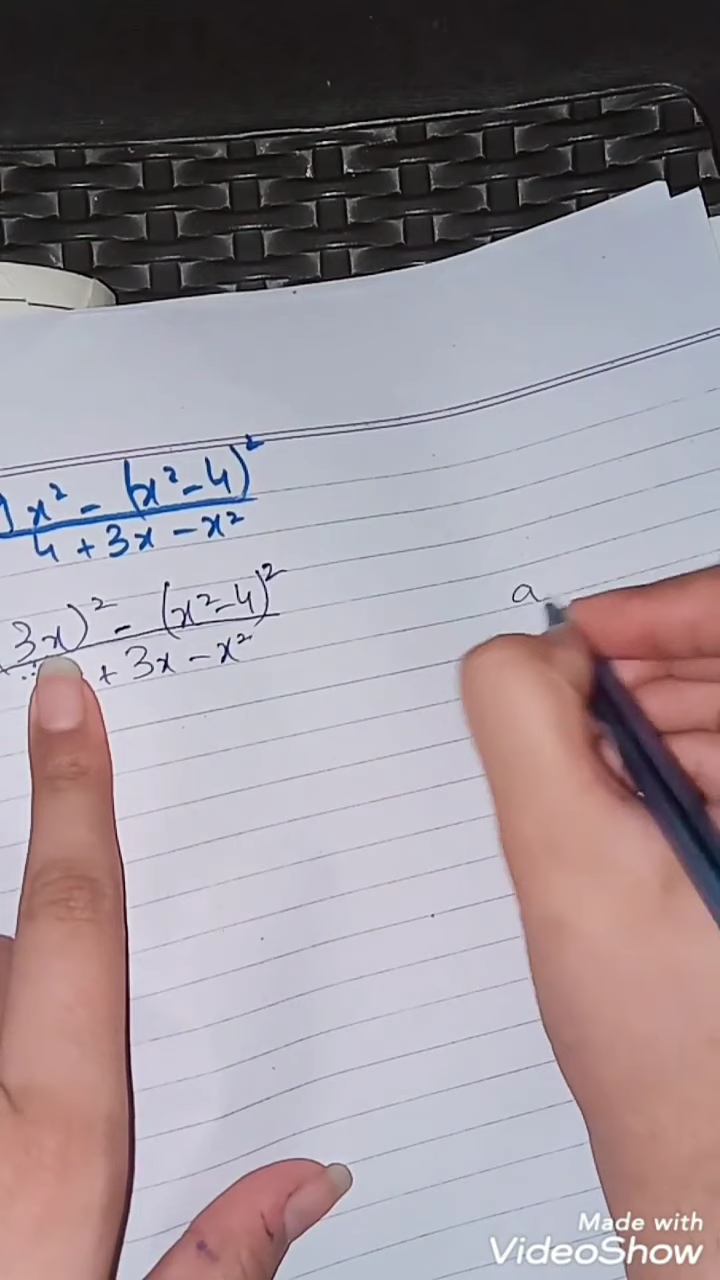 x² - (x²-4)²
4 + 3x - x²
3x)² - (x²-4)²
+ 3x - x²
a
Made with
VideoShow